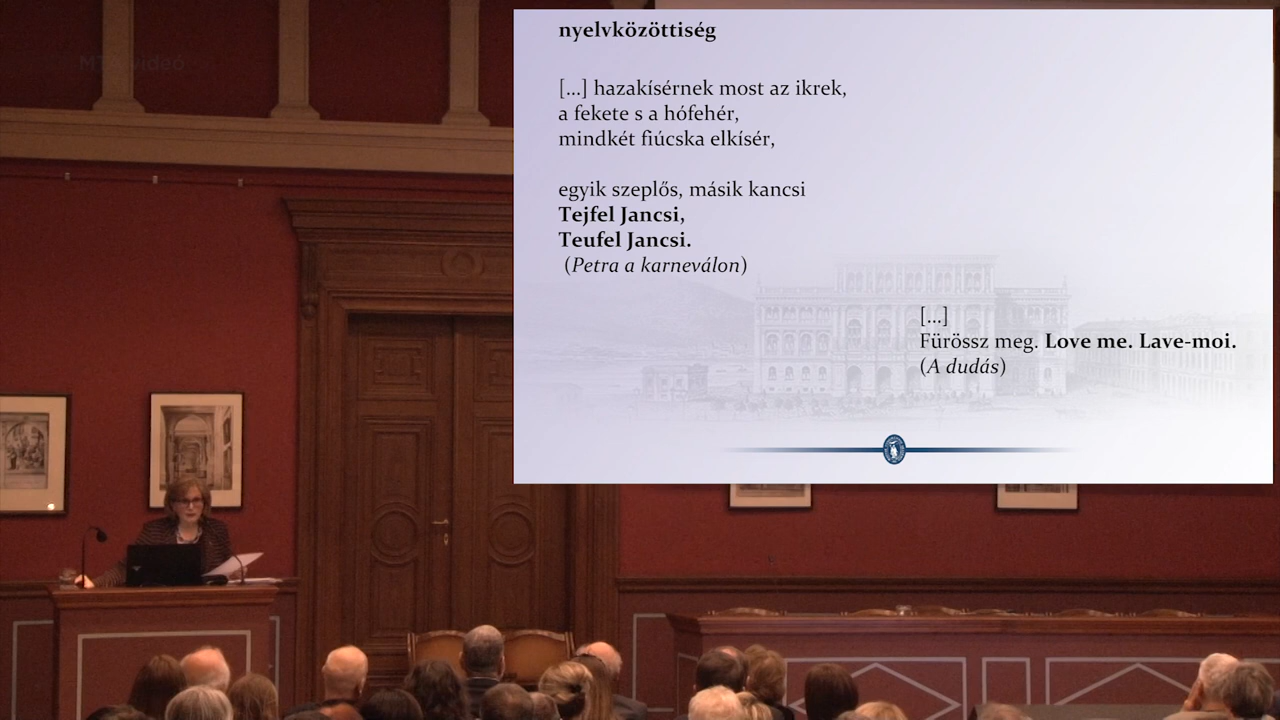 nyelvközöttiség
[...] hazakísérnek most az ikrek,
a fekete s a hófehér,
mindkét fiúcska elkísér,
egyik szeplős, másik kancsi
Tejfel Jancsi,
Teufel Jancsi.
(Petra a karneválon)
[...]
Fürössz meg. Love me. Lave-moi.
(A dudás)